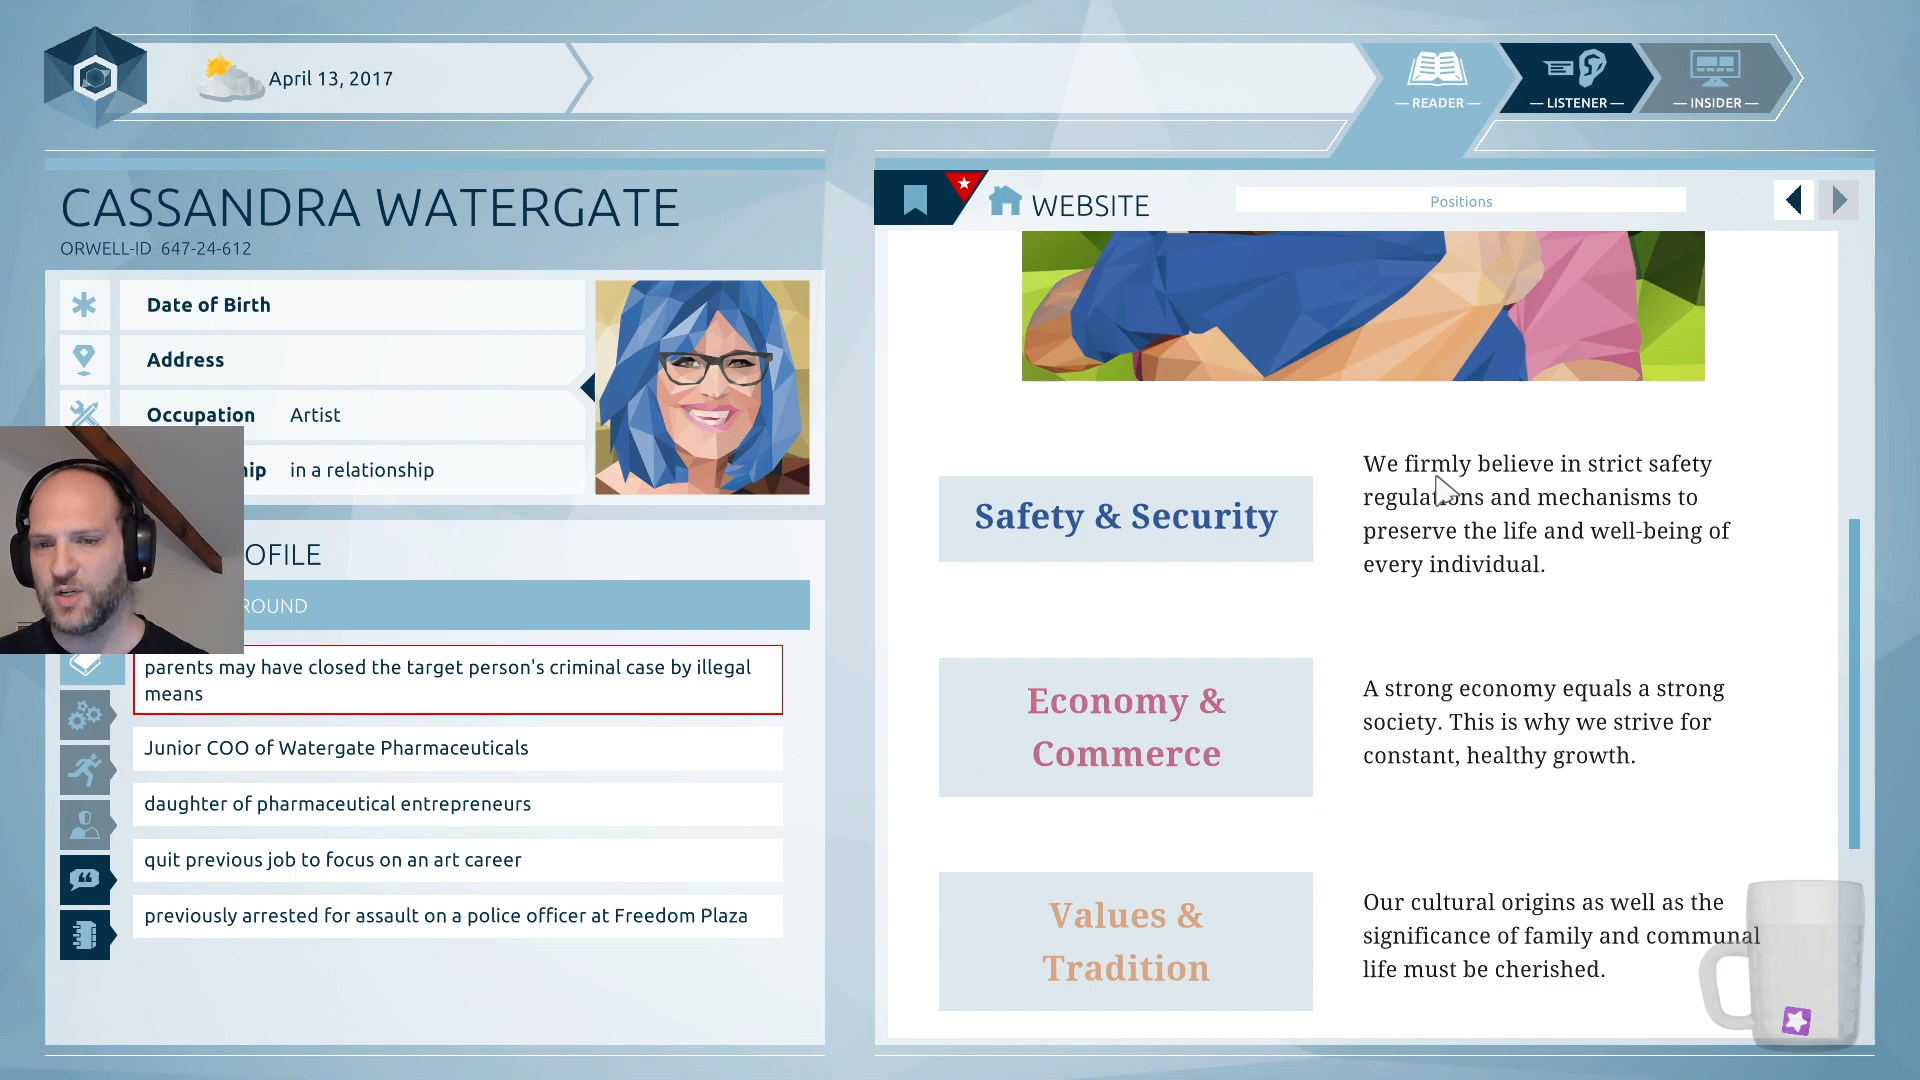 April 13, 2017
— READER —
— LISTENER —
— INSIDER —
CASSANDRA WATERGATE
ORWELL-ID 647-24-612
Date of Birth
Address
Occupation Artist
ip in a relationship
OFILE
ROUND
parents may have closed the target person's criminal case by illegal
means
Junior COO of Watergate Pharmaceuticals
daughter of pharmaceutical entrepreneurs
quit previous job to focus on an art career
previously arrested for assault on a police officer at Freedom Plaza
WEBSITE
Positions
Safety & Security
We firmly believe in strict safety
regulations and mechanisms to
preserve the life and well-being of
every individual.
Economy &
Commerce
A strong economy equals a strong
society. This is why we strive for
constant, healthy growth.
Values &
Tradition
Our cultural origins as well as the
significance of family and communal
life must be cherished.